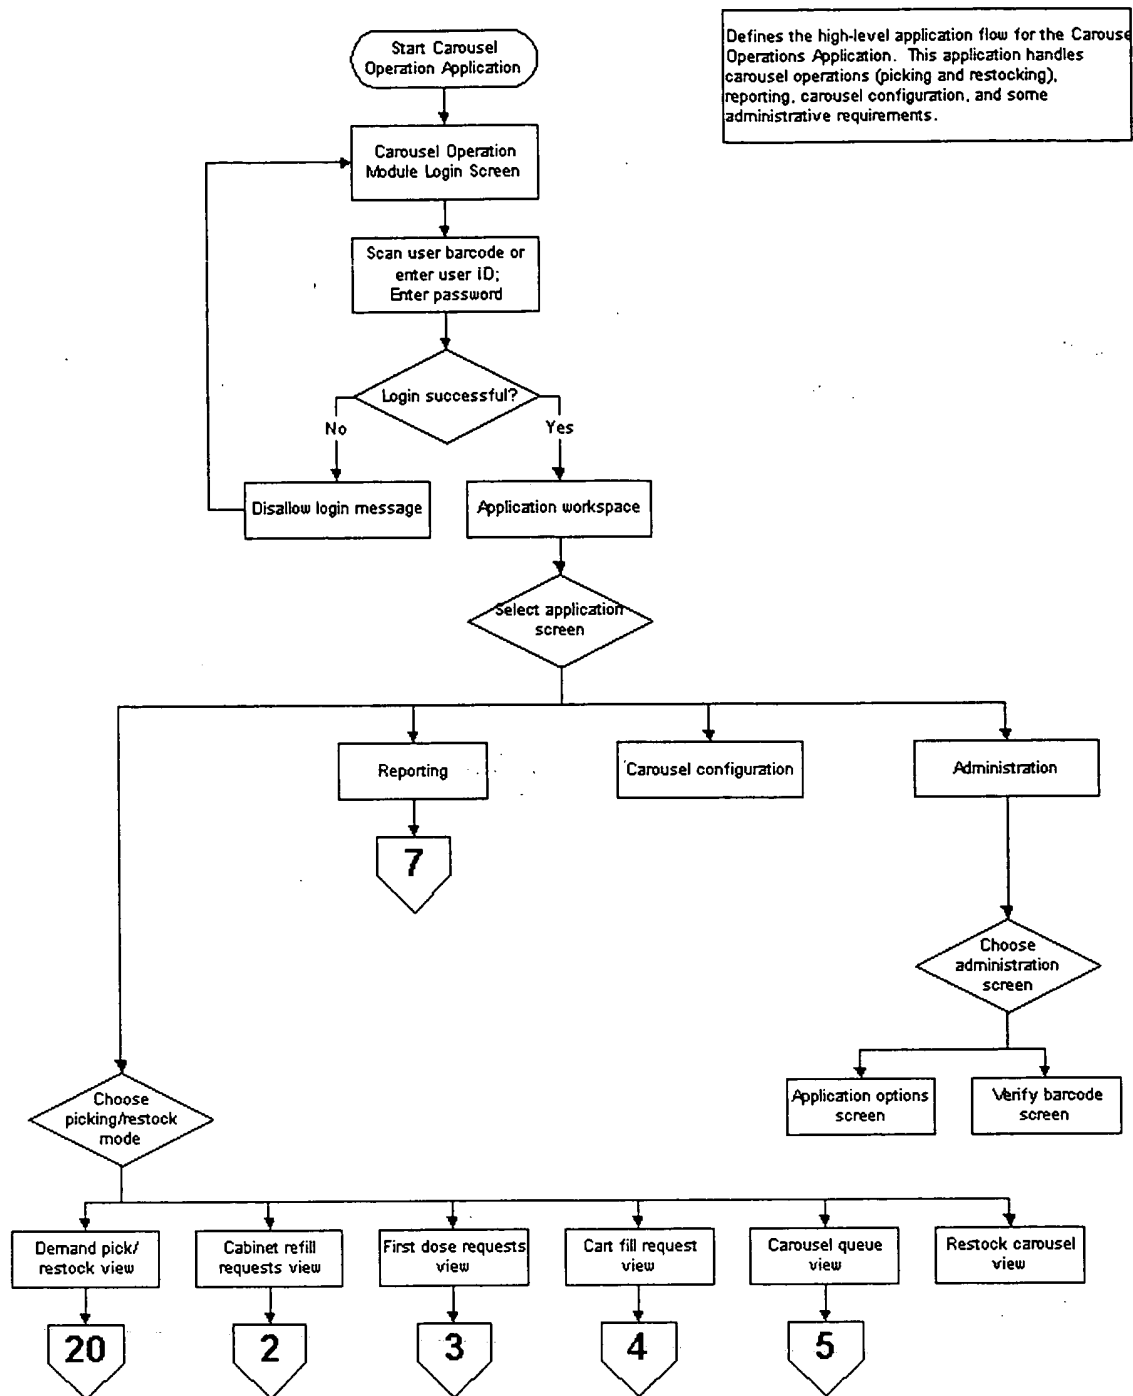 Start Carousel
Operation Application
Defines the high-level application flow for the Carouse
Operations Application. This application handles
carousel operations (picking and restocking),
reporting, carousel configuration, and some
administrative requirements.
Carousel Operation
Module Login Screen
Scan user barcode or
enter user ID;
Enter password
Login successful?
No
Yes
Disallow login message
Application workspace
Select application
screen
Reporting
Carousel configuration
Administration
7
Choose
administration
screen
Application options
screen
Verify barcode
screen
Choose
picking/restock
mode
Demand pick/
restock view
Cabinet refill
requests view
First dose requests
view
Cart fill request
view
Carousel queue
view
Restock carousel
view
20
2
3
4
5